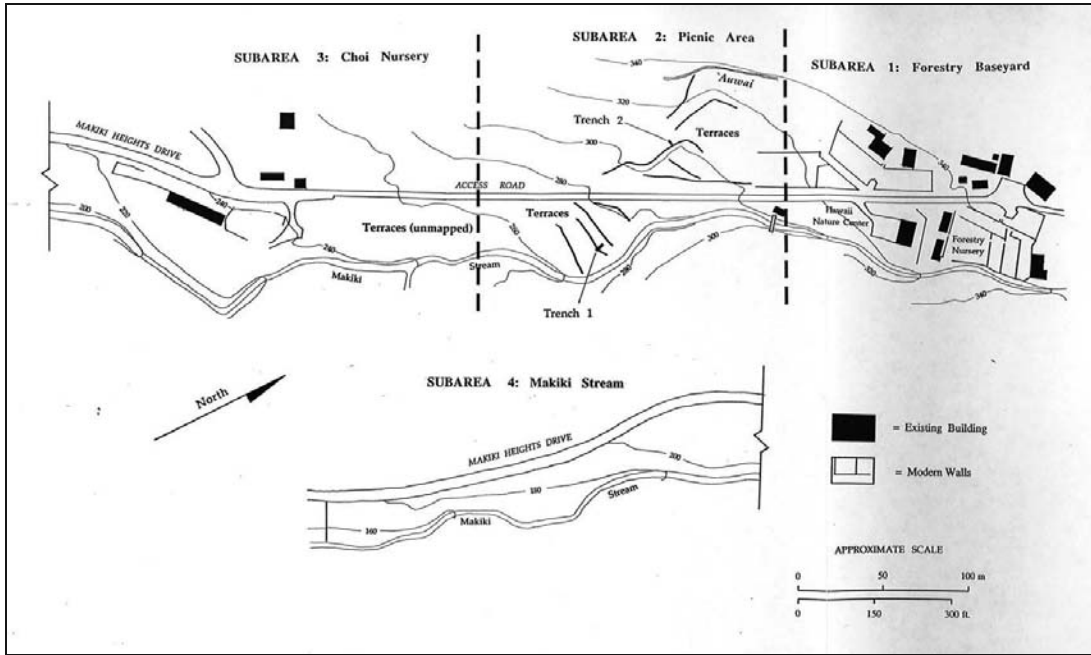 SUBAREA 3: Choi Nursery
SUBAREA 2: Picnic Area
SUBAREA 1: Forestry Baseyard
MAKIKI HEIGHTS DRIVE
200
220
240
240
ACCESS ROAD
Terraces (unmapped)
Makiki
Stream
260
280
300
320
340
'Auwai
Trench 2
Terraces
Terraces
Trench 1
280
300
Hawaii
Nature Center
Forestry
Nursery
340
320
340
SUBAREA 4: Makiki Stream
North
MAKIKI HEIGHTS DRIVE
200
180
160
Makiki
Stream
= Existing Building
= Modern Walls
APPROXIMATE SCALE
0 50 100 m
0 150 300 ft.